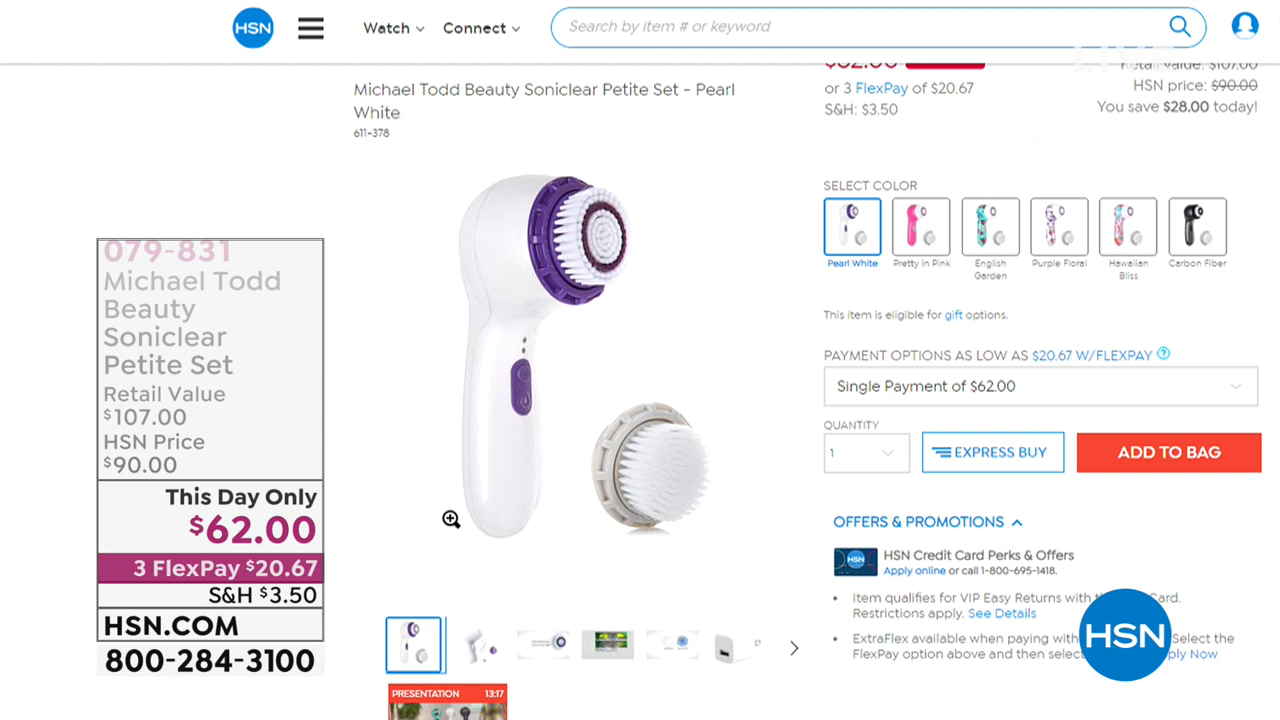 HSN
Watch
Connect
Search by item # or keyword
LIVE
$62.00
Retail Value: $107.00
or 3 FlexPay of $20.67
HSN price: $90.00
S&H: $3.50
You save $28.00 today!
Michael Todd Beauty Soniclear Petite Set - Pearl
White
611-378
SELECT COLOR
Pearl White
Pretty in Pink
English
Garden
Purple Floral
Hawaiian
Bliss
Carbon Fiber
This item is eligible for gift options.
PAYMENT OPTIONS AS LOW AS $20.67 W/FLEXPAY ?
Single Payment of $62.00
QUANTITY
1
EXPRESS BUY
ADD TO BAG
OFFERS & PROMOTIONS
HSN
HSN Credit Card Perks & Offers
Apply online or call 1-800-695-1418.
• Item qualifies for VIP Easy Returns with Card.
Restrictions apply. See Details
• ExtraFlex available when paying with Select the
FlexPay option above and then select Now
HSN
PRESENTATION 13:17
079-831
Michael Todd
Beauty
Soniclear
Petite Set
Retail Value
$107.00
HSN Price
$90.00
This Day Only
$62.00
3 FlexPay $20.67
S&H $3.50
HSN.COM
800-284-3100